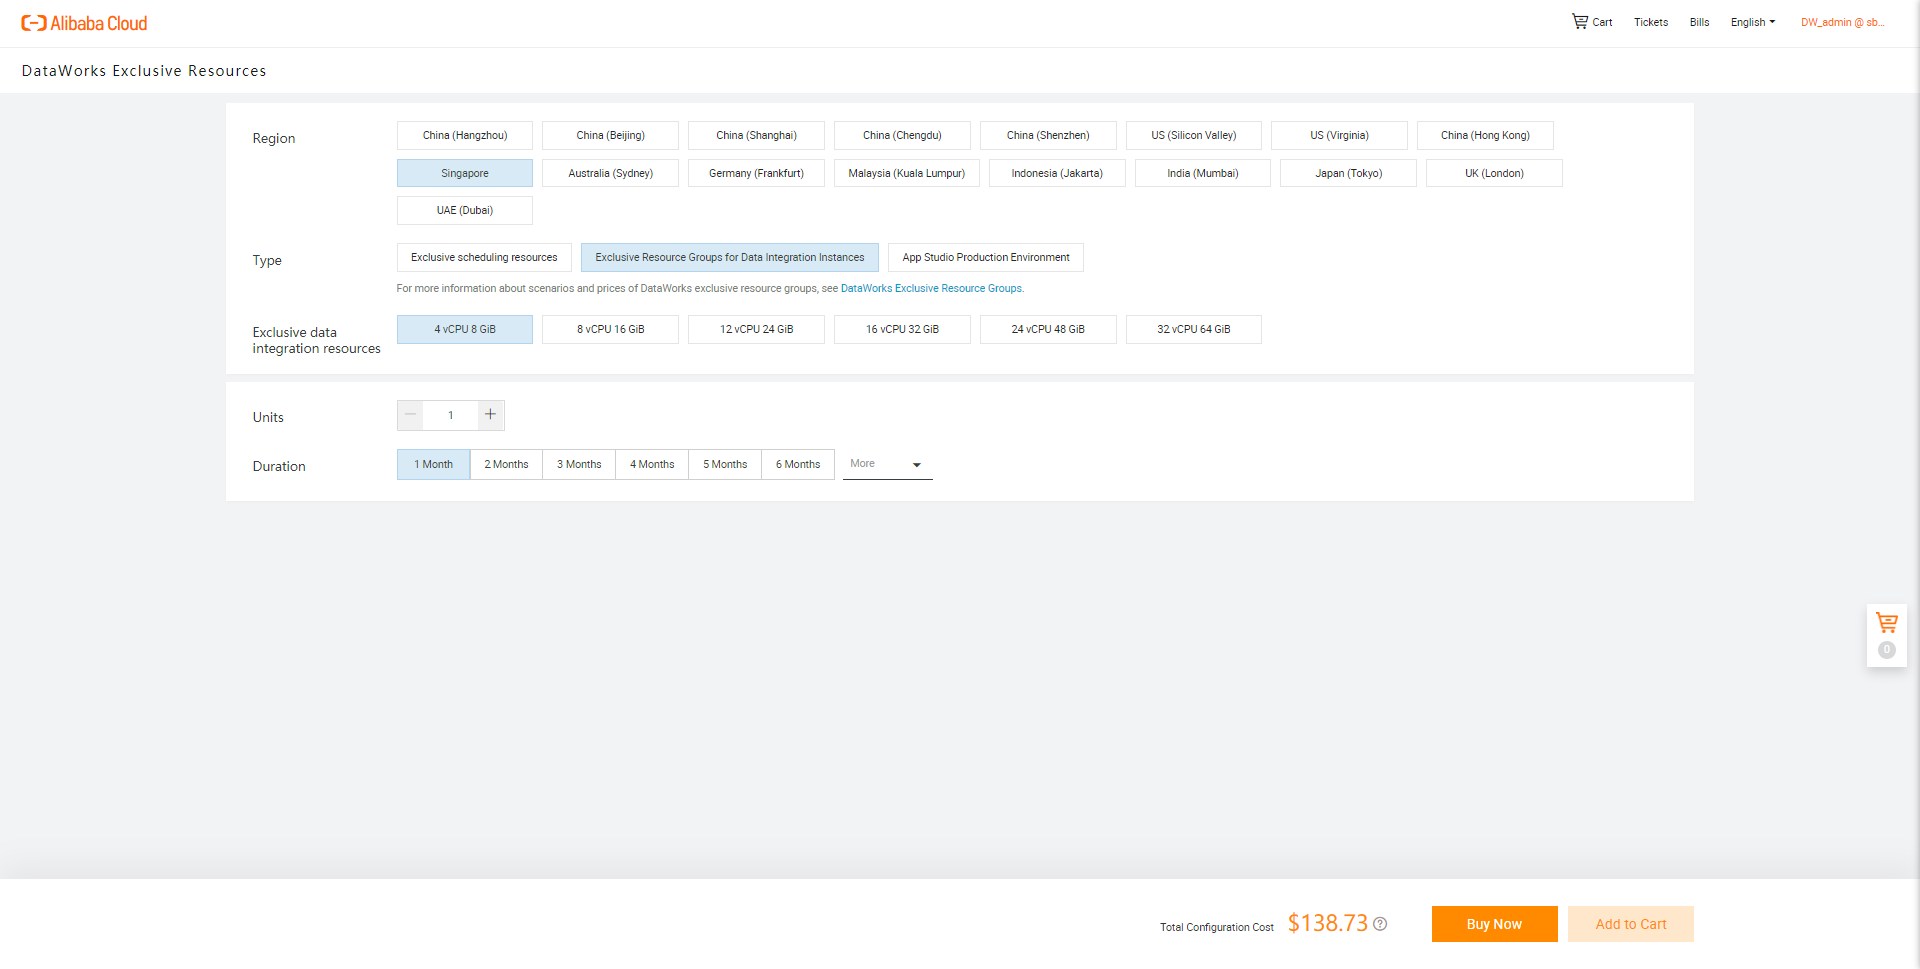 Alibaba Cloud
Cart Tickets Bills English DW_admin @ sb...
DataWorks Exclusive Resources
Region
China (Hangzhou) China (Beijing) China (Shanghai) China (Chengdu) China (Shenzhen) US (Silicon Valley) US (Virginia) China (Hong Kong)
Singapore Australia (Sydney) Germany (Frankfurt) Malaysia (Kuala Lumpur) Indonesia (Jakarta) India (Mumbai) Japan (Tokyo) UK (London)
UAE (Dubai)
Type
Exclusive scheduling resources Exclusive Resource Groups for Data Integration Instances App Studio Production Environment
For more information about scenarios and prices of DataWorks exclusive resource groups, see DataWorks Exclusive Resource Groups.
Exclusive data
integration resources
4 vCPU 8 GiB 8 vCPU 16 GiB 12 vCPU 24 GiB 16 vCPU 32 GiB 24 vCPU 48 GiB 32 vCPU 64 GiB
Units
1
Duration
1 Month 2 Months 3 Months 4 Months 5 Months 6 Months More
0
Total Configuration Cost $138.73 ?
Buy Now Add to Cart